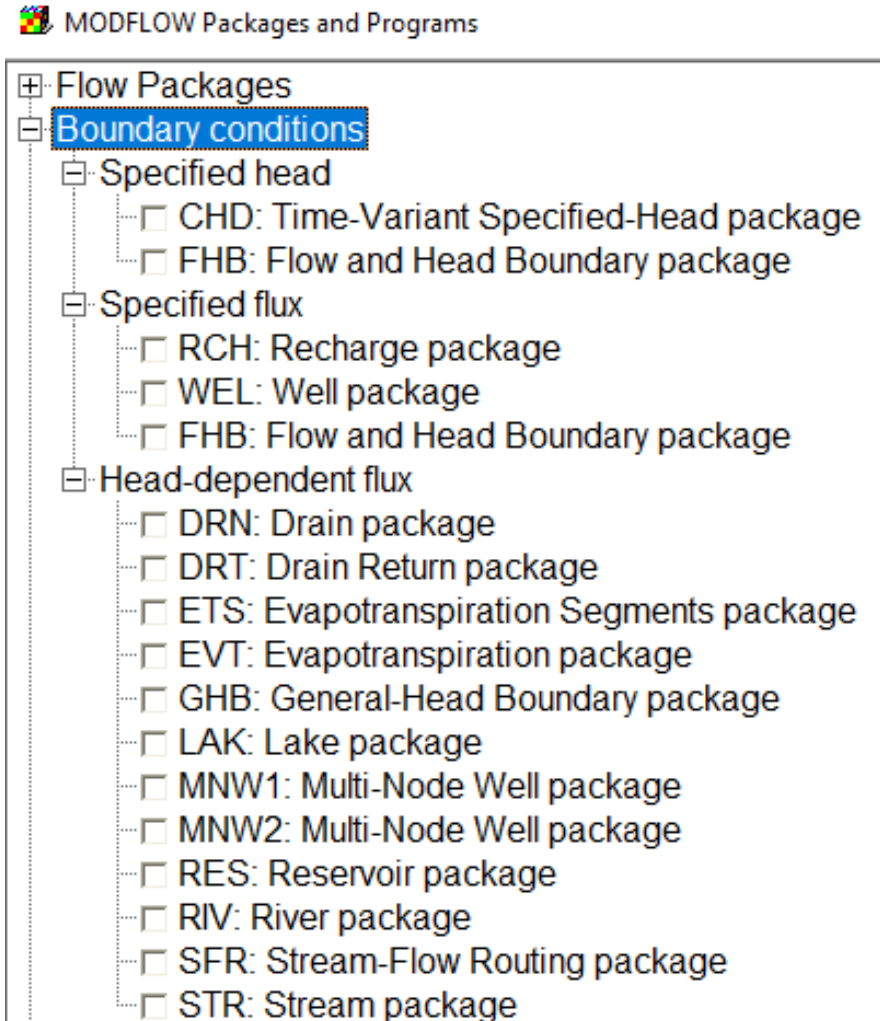 MODFLOW Packages and Programs
Flow Packages
Boundary conditions
Specified head
CHD: Time-Variant Specified-Head package
FHB: Flow and Head Boundary package
Specified flux
RCH: Recharge package
WEL: Well package
FHB: Flow and Head Boundary package
Head-dependent flux
DRN: Drain package
DRT: Drain Return package
ETS: Evapotranspiration Segments package
EVT: Evapotranspiration package
GHB: General-Head Boundary package
LAK: Lake package
MNW1: Multi-Node Well package
MNW2: Multi-Node Well package
RES: Reservoir package
RIV: River package
SFR: Stream-Flow Routing package
STR: Stream package